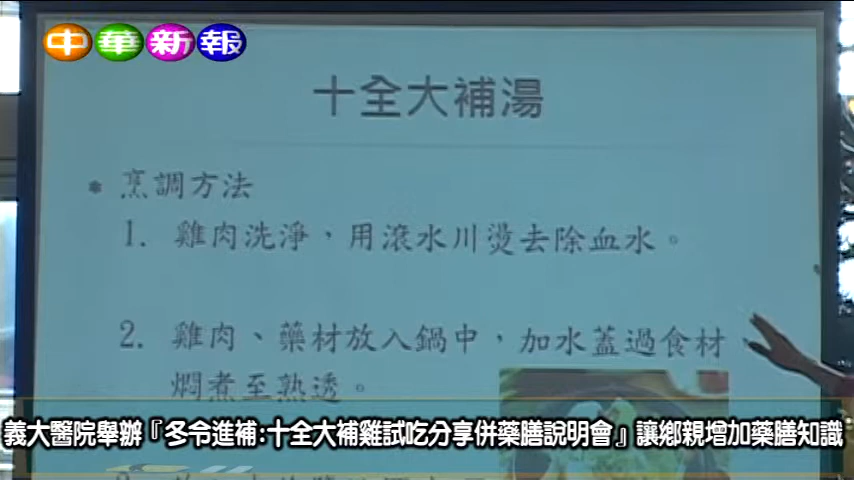 中華新報
十全大補湯
* 烹調方法
1. 雞肉洗淨,用滾水川燙去除血水。
2. 雞肉、藥材放入鍋中,加水蓋過食材
燜煮至熟透。
義大醫院舉辦『冬令進補:十全大補雞試吃分享併藥膳說明會』讓鄉親增加藥膳知識